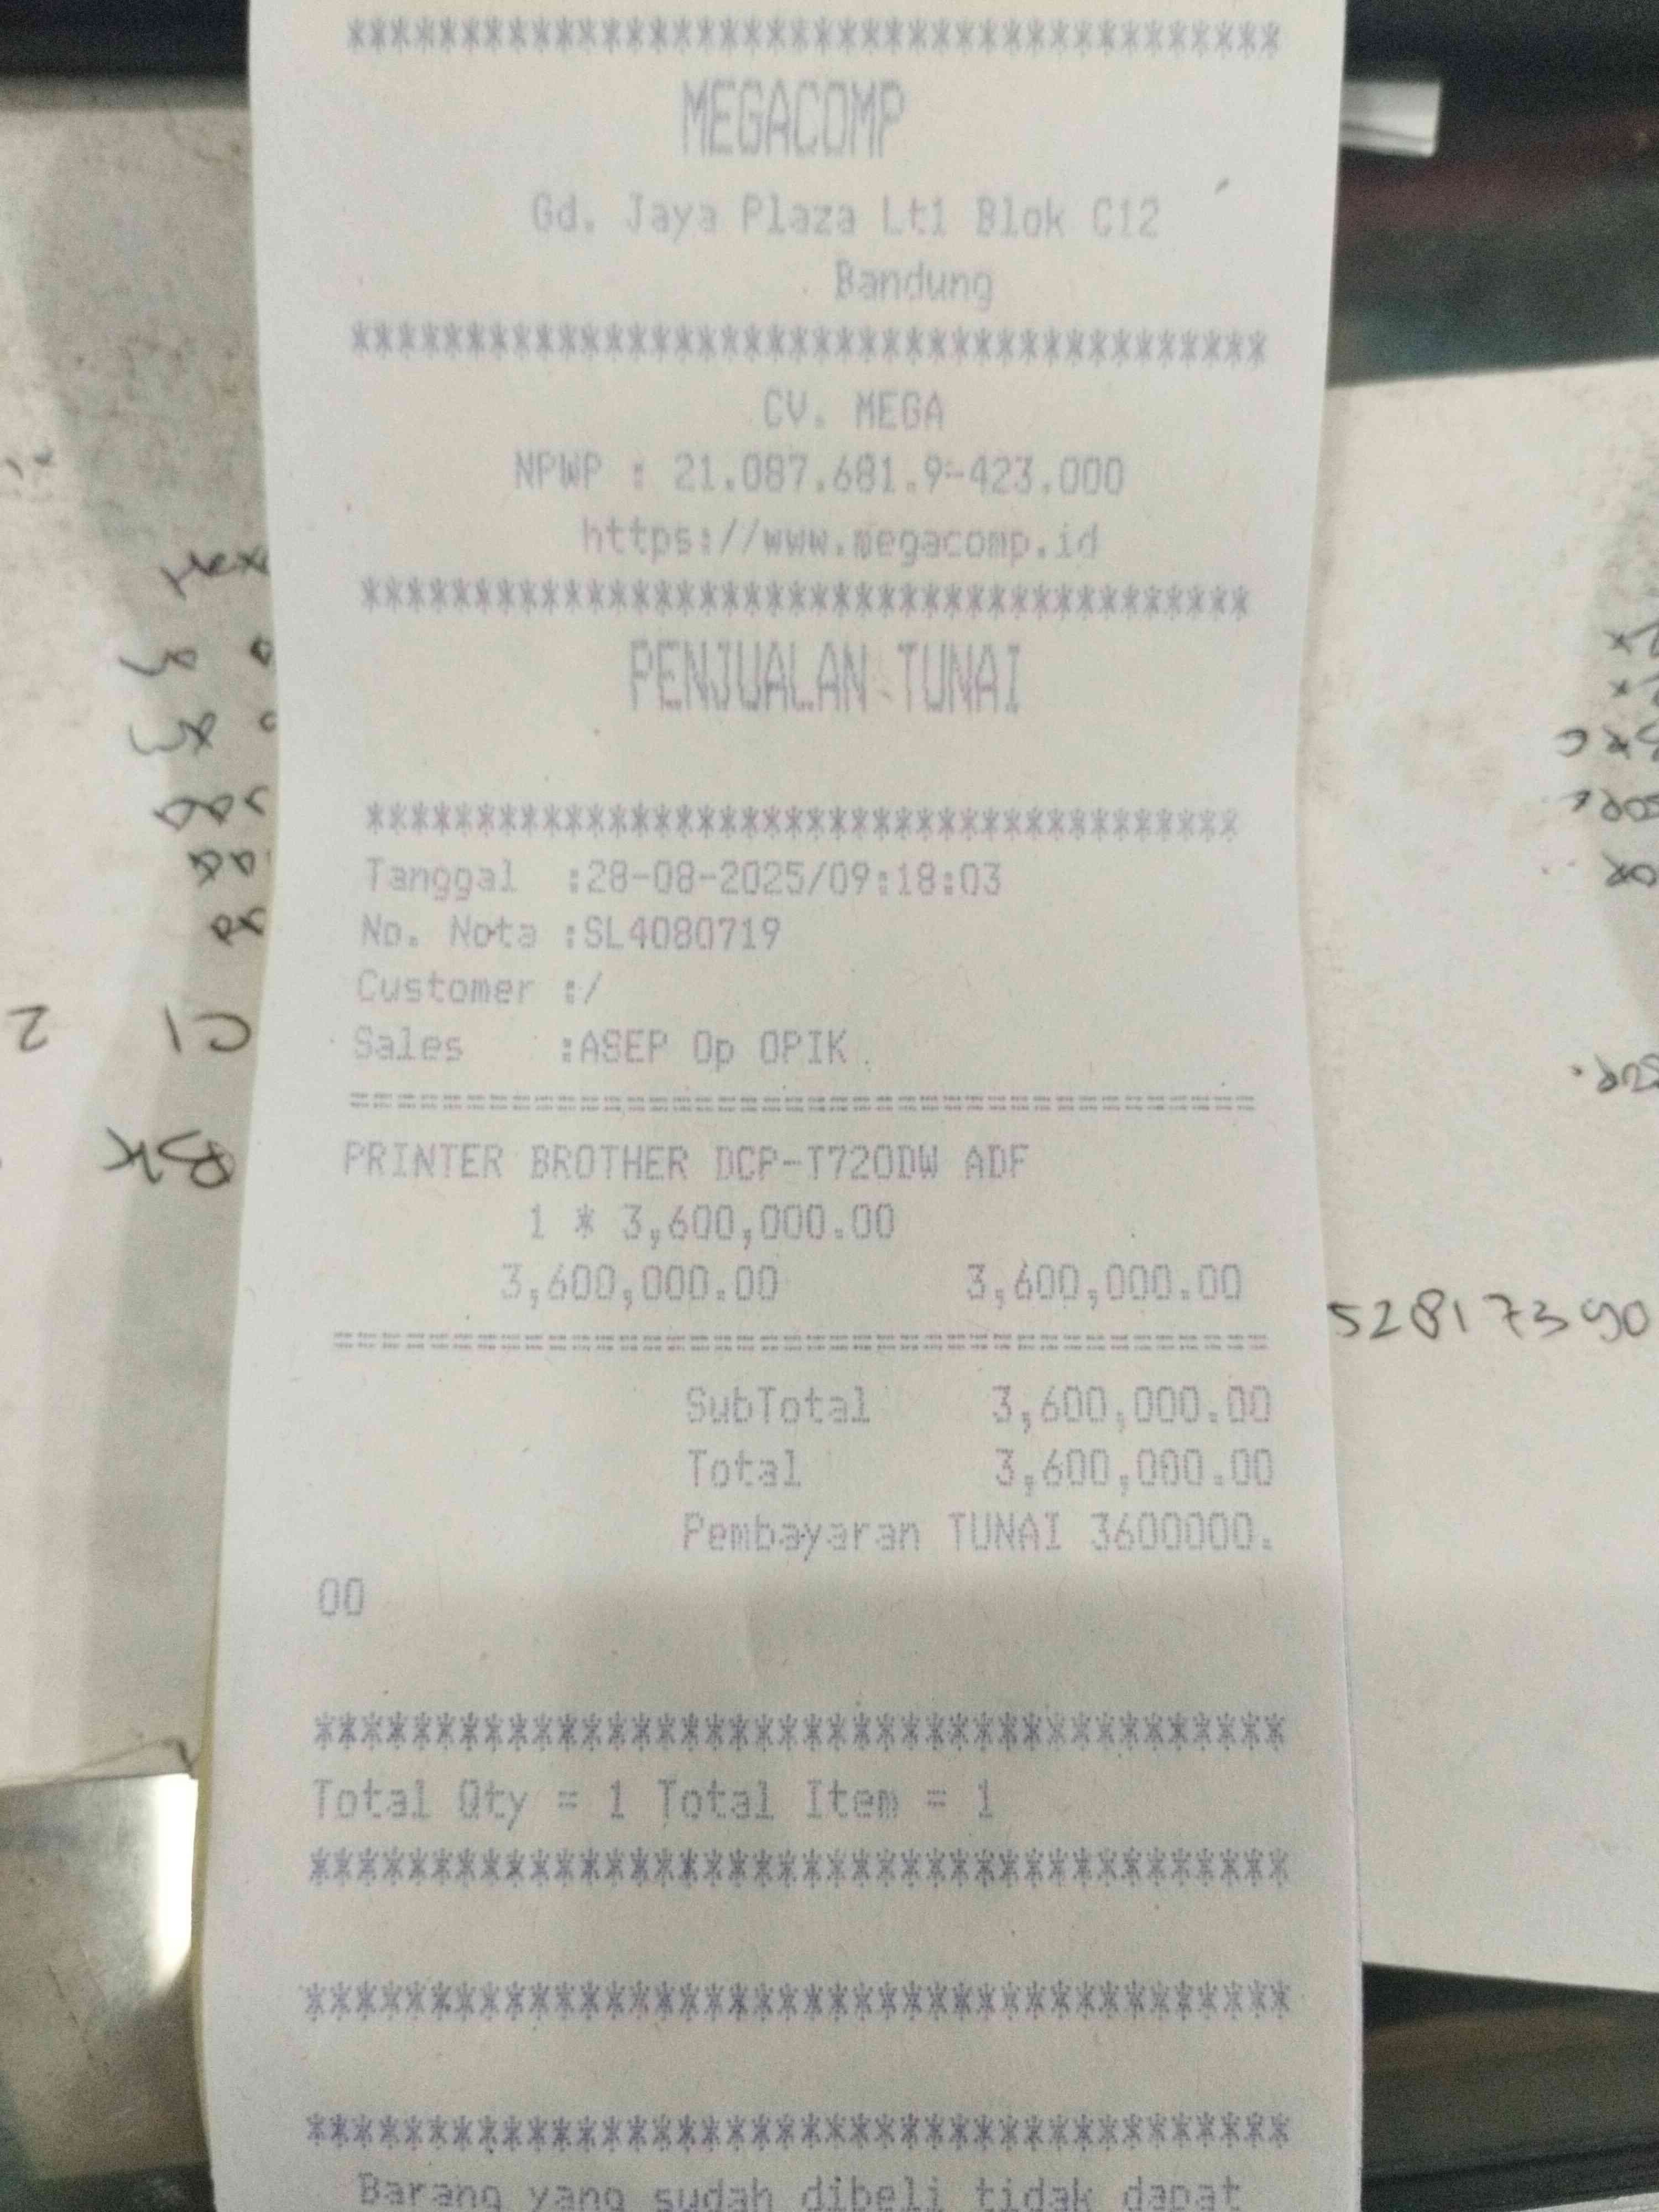 ***************************************
MEGACOMP
Gd. Jaya Plaza Lt1 Blok C12
Bandung
***************************************
CV. MEGA
NPWP : 21.087.681.9-423.000
https://www.megacomp.id
***************************************
PENJUALAN TUNAI
***************************************
Tanggal :28-08-2025/09:18:03
No. Nota :SL4080719
Customer :/
Sales :ASEP Op OPIK
=======================================
PRINTER BROTHER DCP-T720DW ADF
1 * 3,600,000.00
3,600,000.00 3,600,000.00
=======================================
SubTotal 3,600,000.00
Total 3,600,000.00
Pembayaran TUNAI 3600000.
00
***************************************
Total Qty = 1 Total Item = 1
***************************************
***************************************
***************************************
Barang yang sudah dibeli tidak dapat
C1 2
BK
52817390